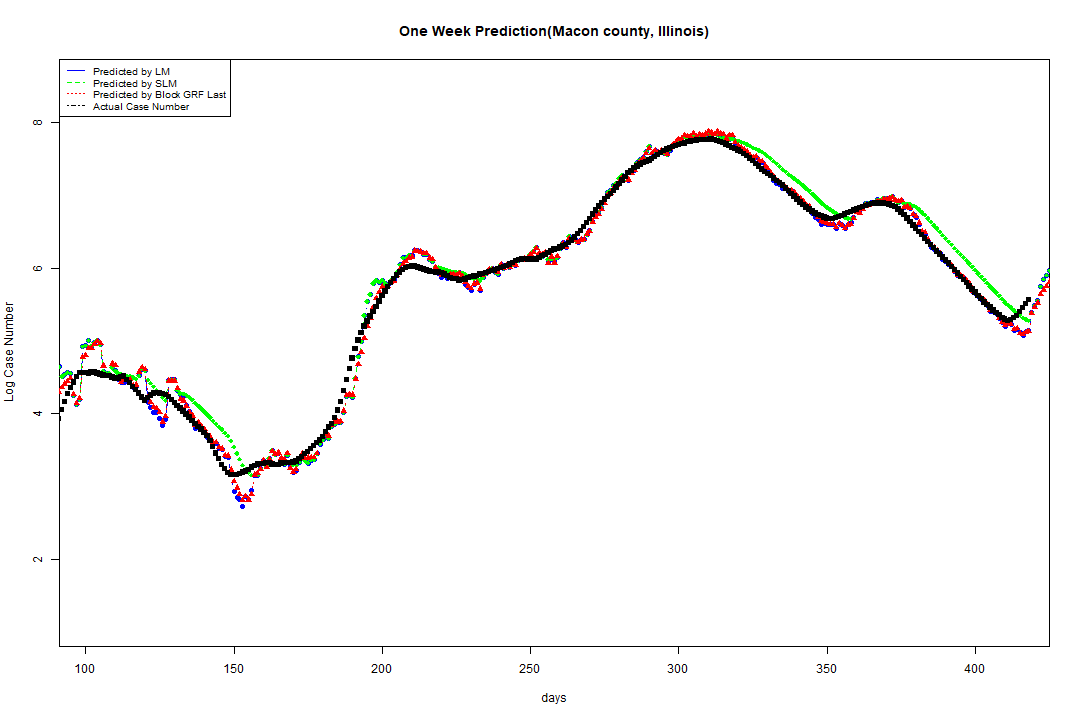 One Week Prediction(Macon county, Illinois)
Predicted by LM
Predicted by SLM
Predicted by Block GRF Last
Actual Case Number
8
6
4
2
Log Case Number
100 150 200 250 300 350 400
days